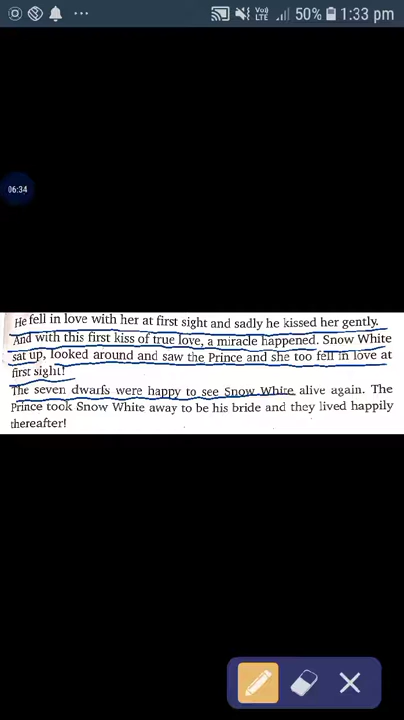 50% 1:33 pm
Vo))
LTE
06:34
He fell in love with her at first sight and sadly he kissed her gently.
And with this first kiss of true love, a miracle happened. Snow White
sat up, looked around and saw the Prince and she too fell in love at
first sight!
The seven dwarfs were happy to see Snow White alive again. The
Prince took Snow White away to be his bride and they lived happily
thereafter!